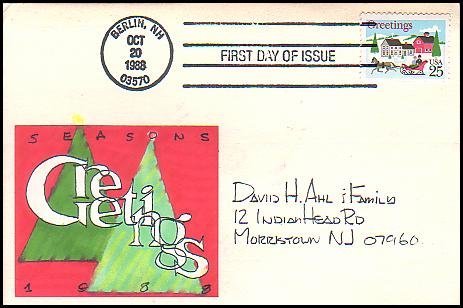 BERLIN, NH
OCT
20
1988
03570
FIRST DAY OF ISSUE
Greetings
USA
25
SEASONS
GREETINGS
1988
DAVID H. AHL & FAMILY
12 INDIAN HEAD RD
MORRISTOWN NJ 07960